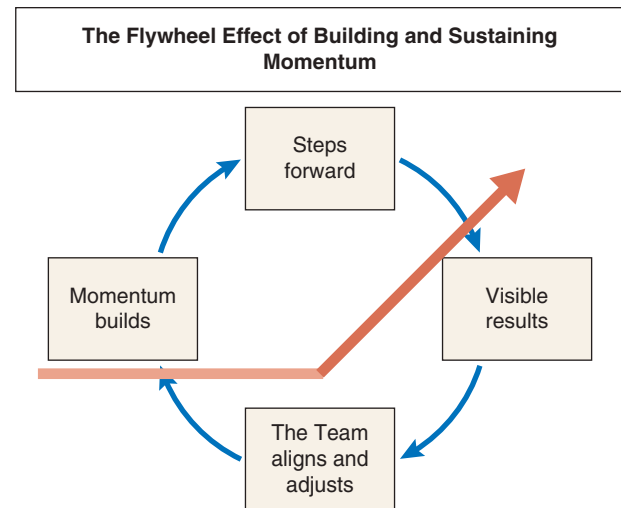 The Flywheel Effect of Building and Sustaining
Momentum
Steps
forward
Momentum
builds
Visible
results
The Team
aligns and
adjusts